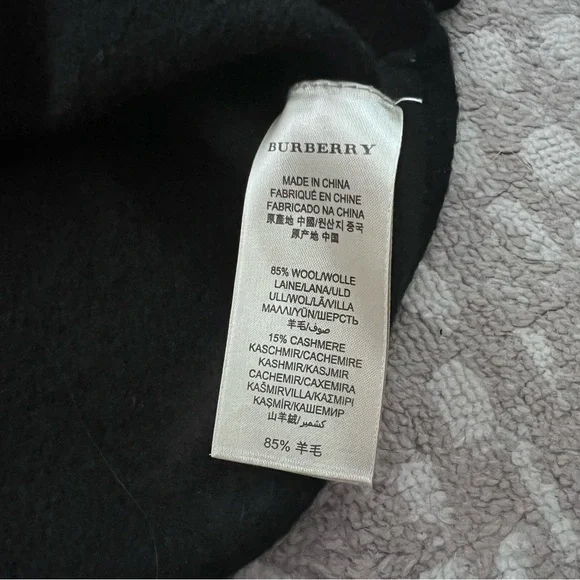 BURBERRY
MADE IN CHINA
FABRIQUÉ EN CHINE
FABRICADO NA CHINA
原產地 中國/원산지 중국
原产地 中国
85% WOOL/WOLLE
LAINE/LANA/ULD
ULL/WOL/LÃ/VILLA
ΜΑΛΛΙ/YÜN/ШЕРСТЬ
羊毛/صوف
15% CASHMERE
KASCHMIR/CACHEMIRE
KASHMIR/KASJMIR
CACHEMIR/CAXEMIRA
KAŠMIRVILLA/ΚΑΣΜΙΡΙ
KAŞMİR/КАШЕМИР
山羊絨/كشمير
85% 羊毛